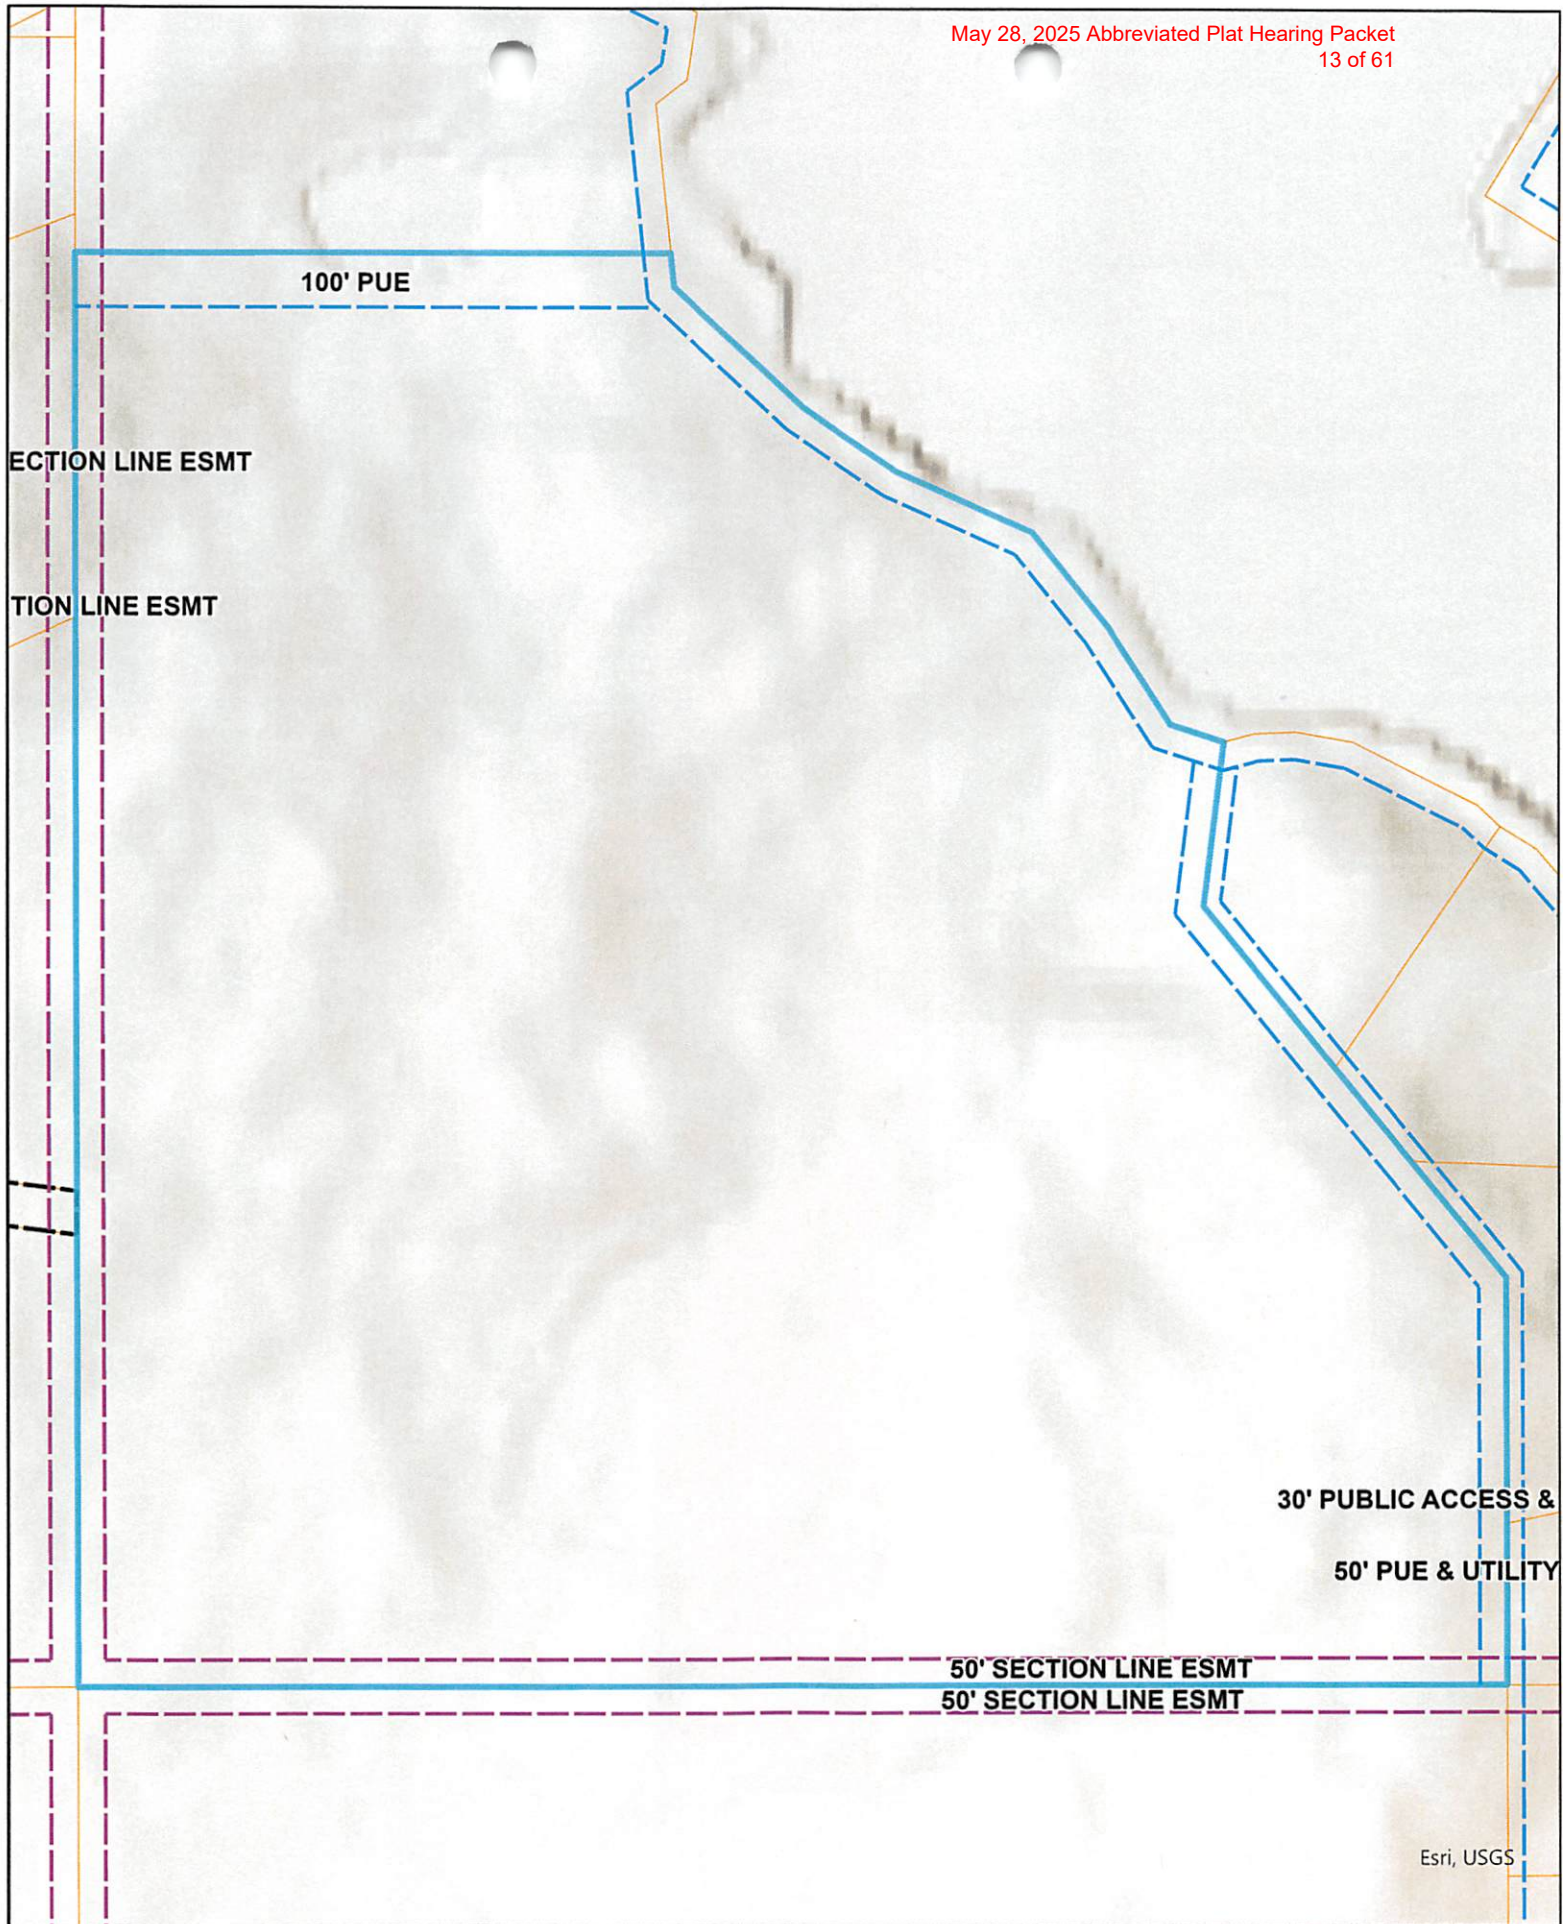 May 28, 2025 Abbreviated Plat Hearing Packet
13 of 61
100' PUE
ECTION LINE ESMT
TION LINE ESMT
30' PUBLIC ACCESS &
50' PUE & UTILITY
50' SECTION LINE ESMT
50' SECTION LINE ESMT
Esri, USGS